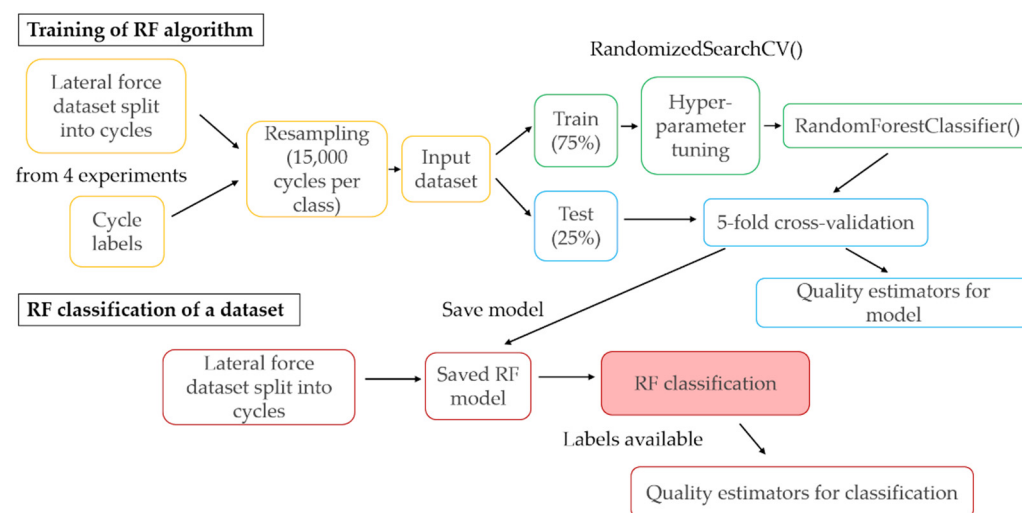 Training of RF algorithm
RandomizedSearchCV()
Lateral force
dataset split
into cycles
from 4 experiments
Cycle
labels
Resampling
(15,000
cycles per
class)
Input
dataset
Train
(75%)
Hyper-
parameter
tuning
RandomForestClassifier()
Test
(25%)
5-fold cross-validation
Quality estimators for
model
RF classification of a dataset
Save model
Lateral force
dataset split into
cycles
Saved RF
model
RF classification
Labels available
Quality estimators for classification